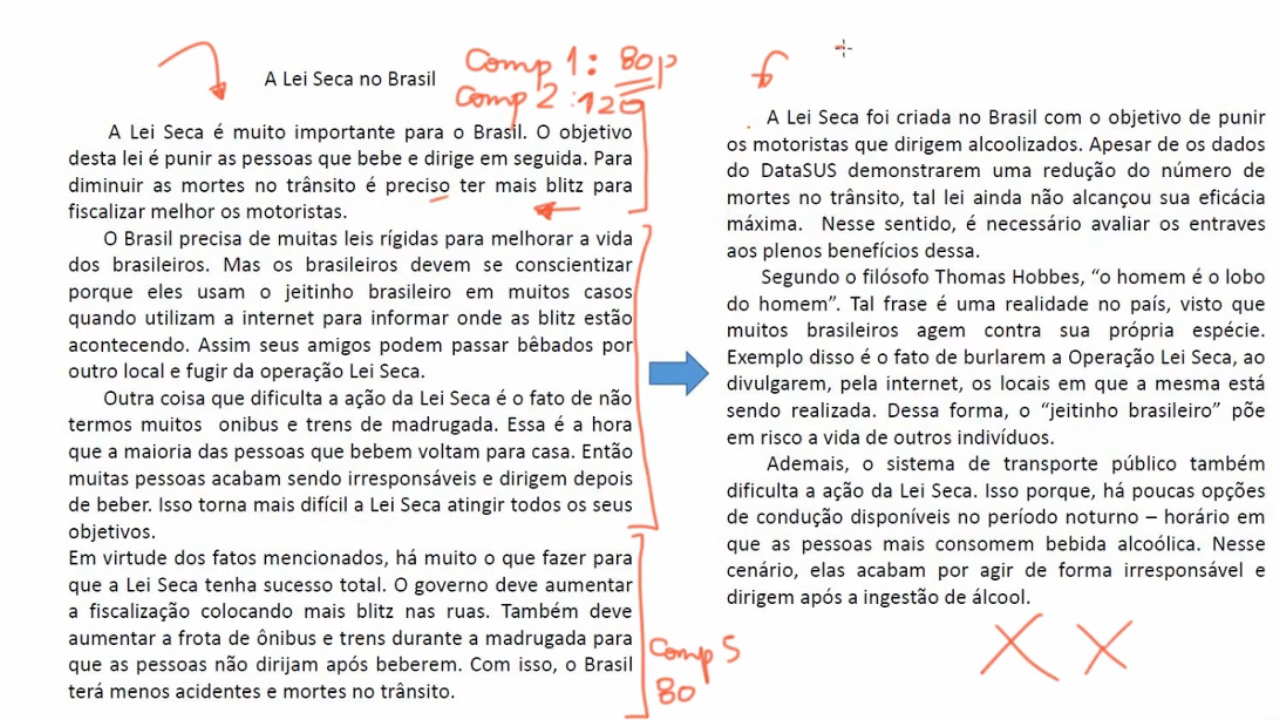 A Lei Seca no Brasil
Comp 1: 80p
Comp 2: 120
A Lei Seca é muito importante para o Brasil. O objetivo
desta lei é punir as pessoas que bebe e dirige em seguida. Para
diminuir as mortes no trânsito é preciso ter mais blitz para
fiscalizar melhor os motoristas.
O Brasil precisa de muitas leis rígidas para melhorar a vida
dos brasileiros. Mas os brasileiros devem se conscientizar
porque eles usam o jeitinho brasileiro em muitos casos
quando utilizam a internet para informar onde as blitz estão
acontecendo. Assim seus amigos podem passar bêbados por
outro local e fugir da operação Lei Seca.
Outra coisa que dificulta a ação da Lei Seca é o fato de não
termos muitos onibus e trens de madrugada. Essa é a hora
que a maioria das pessoas que bebem voltam para casa. Então
muitas pessoas acabam sendo irresponsáveis e dirigem depois
de beber. Isso torna mais difícil a Lei Seca atingir todos os seus
objetivos.
Em virtude dos fatos mencionados, há muito o que fazer para
que a Lei Seca tenha sucesso total. O governo deve aumentar
a fiscalização colocando mais blitz nas ruas. Também deve
aumentar a frota de ônibus e trens durante a madrugada para
que as pessoas não dirijam após beberem. Com isso, o Brasil
terá menos acidentes e mortes no trânsito.
Comp 5
80
A Lei Seca foi criada no Brasil com o objetivo de punir
os motoristas que dirigem alcoolizados. Apesar de os dados
do DataSUS demonstrarem uma redução do número de
mortes no trânsito, tal lei ainda não alcançou sua eficácia
máxima. Nesse sentido, é necessário avaliar os entraves
aos plenos benefícios dessa.
Segundo o filósofo Thomas Hobbes, “o homem é o lobo
do homem”. Tal frase é uma realidade no país, visto que
muitos brasileiros agem contra sua própria espécie.
Exemplo disso é o fato de burlarem a Operação Lei Seca, ao
divulgarem, pela internet, os locais em que a mesma está
sendo realizada. Dessa forma, o “jeitinho brasileiro” põe
em risco a vida de outros indivíduos.
Ademais, o sistema de transporte público também
dificulta a ação da Lei Seca. Isso porque, há poucas opções
de condução disponíveis no período noturno – horário em
que as pessoas mais consomem bebida alcoólica. Nesse
cenário, elas acabam por agir de forma irresponsável e
dirigem após a ingestão de álcool.